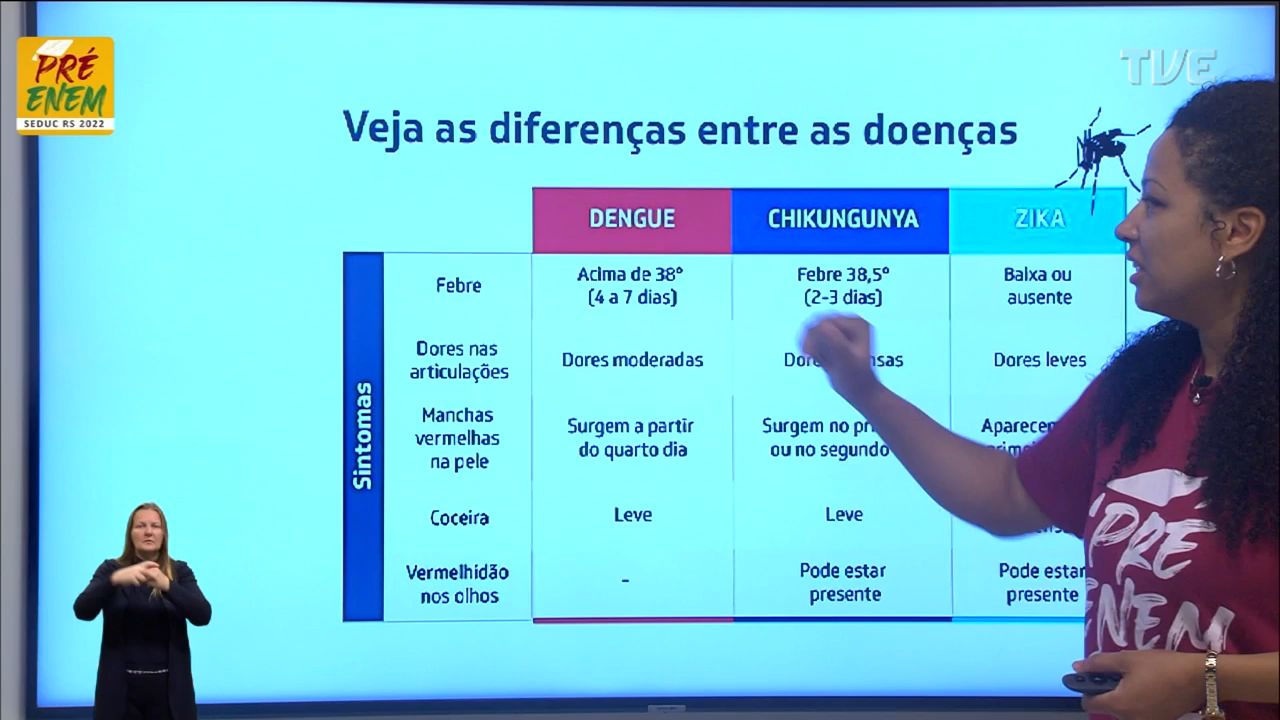 PRÉ
ENEM
SEDUC RS 2022
TVE
Veja as diferenças entre as doenças
DENGUE CHIKUNGUNYA ZIKA
Sintomas
Febre
Acima de 38°
(4 a 7 dias)
Febre 38,5°
(2-3 dias)
Baixa ou
ausente
Dores nas
articulações
Dores moderadas
Dores leves
Manchas
vermelhas
na pele
Surgem a partir
do quarto dia
Surgem no
ou no segundo
Coceira
Leve
Leve
Vermelhidão
nos olhos
-
Pode estar
presente
Pode estar
presente
PRÉ
ENEM